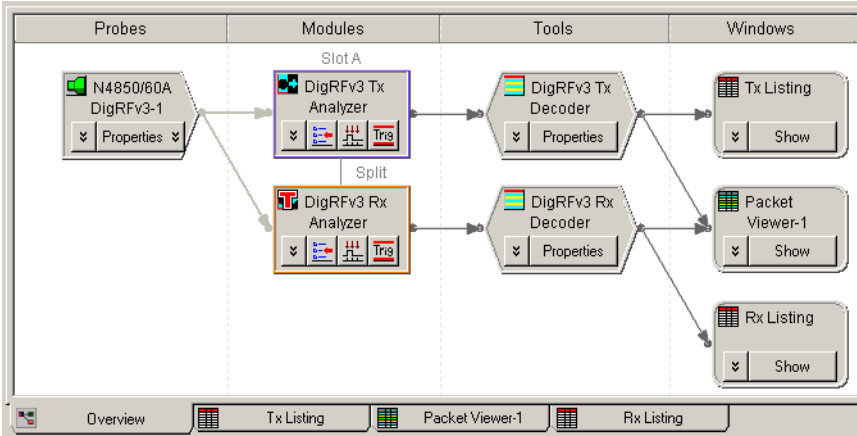 Probes Modules Tools Windows
Slot A
N4850/60A
DigRFv3-1
Properties
DigRFv3 Tx
Analyzer
Trig
DigRFv3 Tx
Decoder
Properties
Tx Listing
Show
Split
DigRFv3 Rx
Analyzer
Trig
DigRFv3 Rx
Decoder
Properties
Packet
Viewer-1
Show
Rx Listing
Show
Overview Tx Listing Packet Viewer-1 Rx Listing